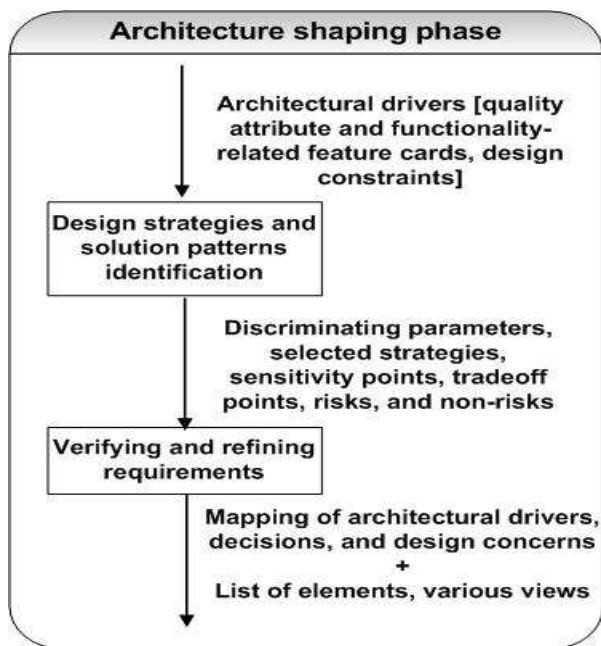 Architecture shaping phase
Architectural drivers [quality
attribute and functionality-
related feature cards, design
constraints]
Design strategies and
solution patterns
identification
Discriminating parameters,
selected strategies,
sensitivity points, tradeoff
points, risks, and non-risks
Verifying and refining
requirements
Mapping of architectural drivers,
decisions, and design concerns
+
List of elements, various views